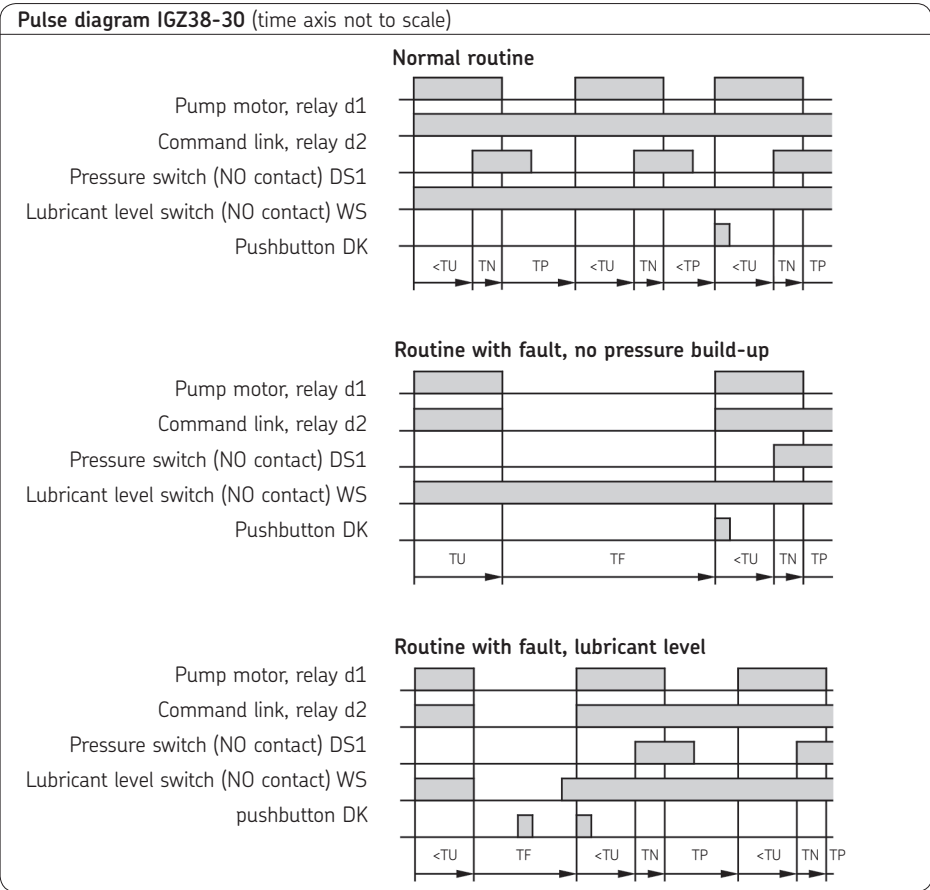 Pulse diagram IGZ38-30 (time axis not to scale)
Normal routine
Pump motor, relay d1
Command link, relay d2
Pressure switch (NO contact) DS1
Lubricant level switch (NO contact) WS
Pushbutton DK
<TU TN TP <TU TN <TP <TU TN TP
Routine with fault, no pressure build-up
Pump motor, relay d1
Command link, relay d2
Pressure switch (NO contact) DS1
Lubricant level switch (NO contact) WS
Pushbutton DK
TU TF <TU TN TP
Routine with fault, lubricant level
Pump motor, relay d1
Command link, relay d2
Pressure switch (NO contact) DS1
Lubricant level switch (NO contact) WS
pushbutton DK
<TU TF <TU TN TP <TU TN TP